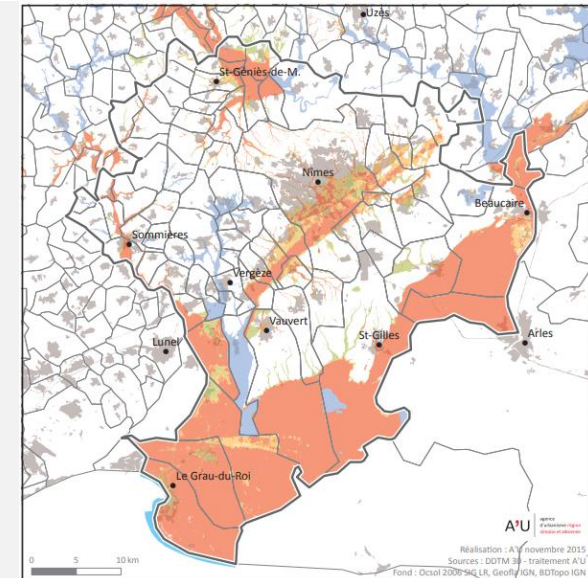 Uzès
St-Géniès-de-M.
Nîmes
Beaucaire
Sommières
Vergèze
Vauvert
St-Gilles
Arles
Lunel
Le Grau-du-Roi
A'U
agence
d'urbanisme région
nîmoise et alésienne
0 5 10 km
Réalisation : A'U novembre 2015
Sources : DDTM 30 - traitement A'U
Fond : Ocsol 2006 SIG LR, Geofla IGN, BDTopo IGN